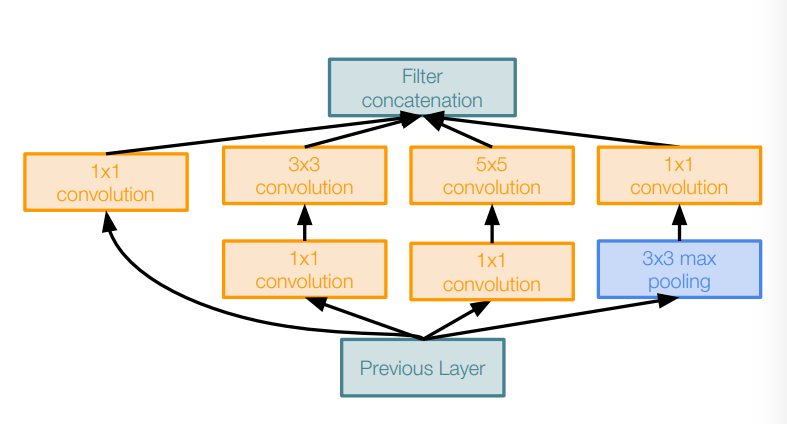 Filter
concatenation
1x1
convolution
3x3
convolution
5x5
convolution
1x1
convolution
1x1
convolution
1x1
convolution
3x3 max
pooling
Previous Layer